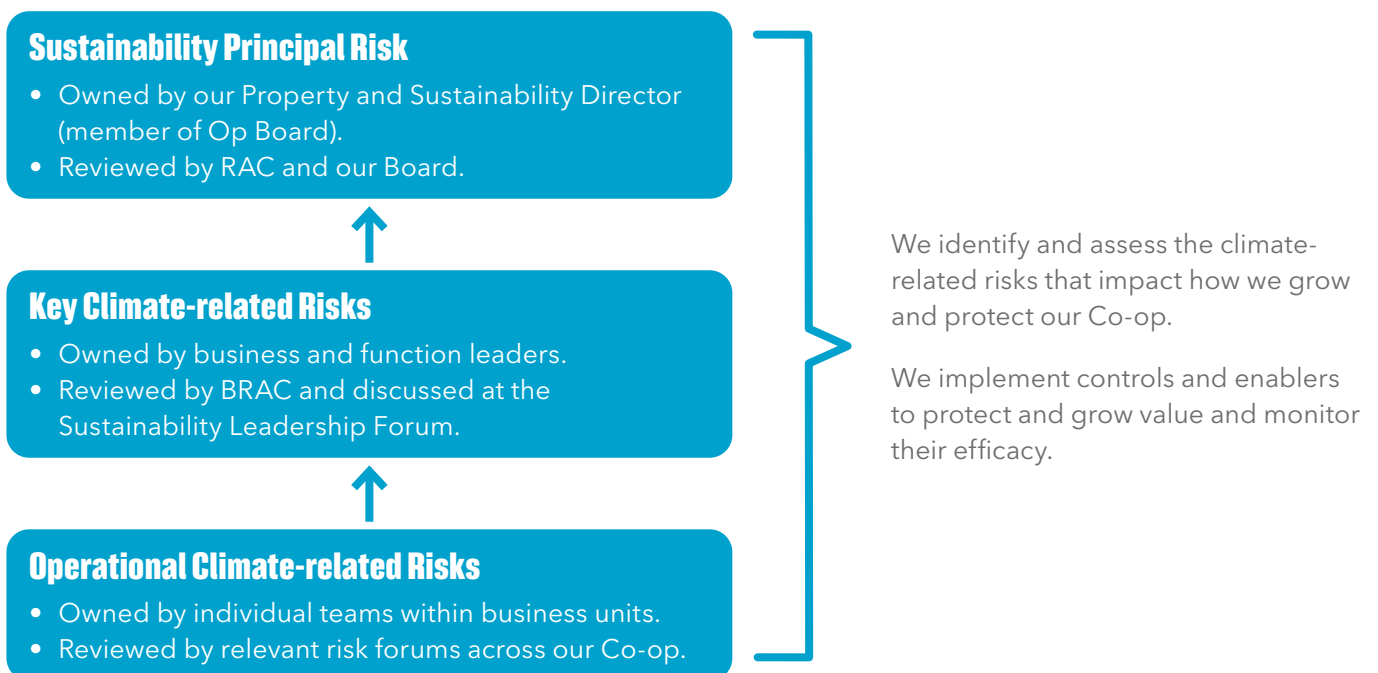 Sustainability Principal Risk
• Owned by our Property and Sustainability Director
(member of Op Board).
• Reviewed by RAC and our Board.
Key Climate-related Risks
• Owned by business and function leaders.
• Reviewed by BRAC and discussed at the
Sustainability Leadership Forum.
Operational Climate-related Risks
• Owned by individual teams within business units.
• Reviewed by relevant risk forums across our Co-op.
We identify and assess the climate-
related risks that impact how we grow
and protect our Co-op.
We implement controls and enablers
to protect and grow value and monitor
their efficacy.